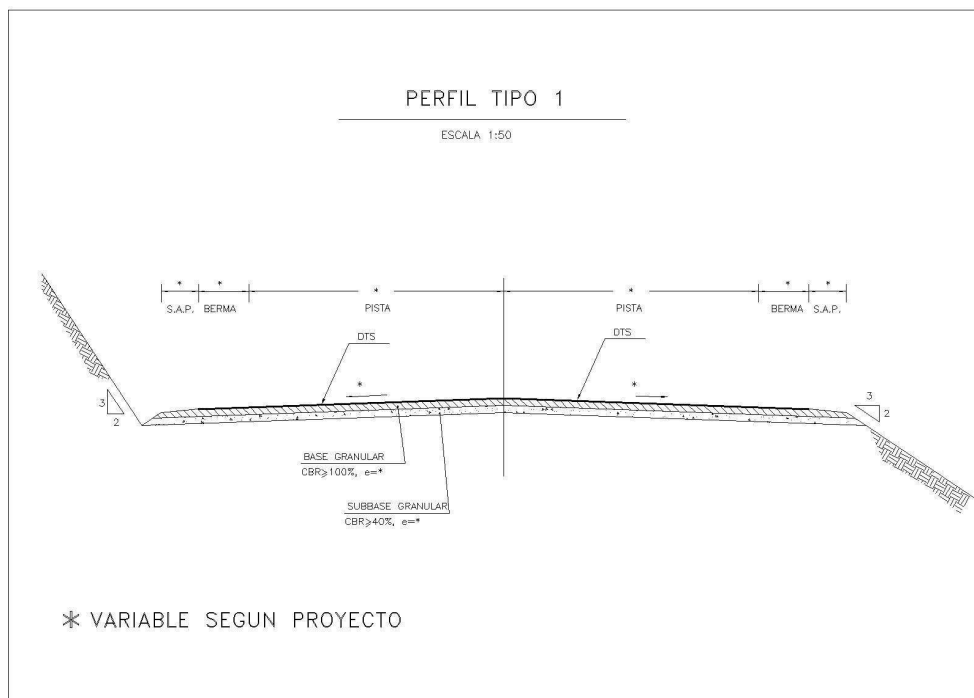 PERFIL TIPO 1
ESCALA 1:50
* * * * * *
S.A.P. BERMA PISTA PISTA BERMA S.A.P.
DTS DTS
* *
3 2
3 2
BASE GRANULAR
CBR≥100%, e=*
SUBBASE GRANULAR
CBR≥40%, e=*
* VARIABLE SEGUN PROYECTO